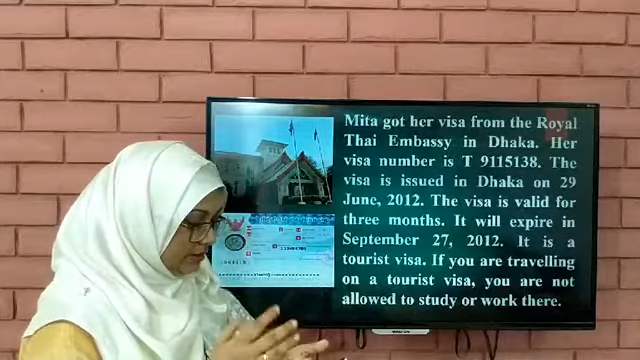 Mita got her visa from the Royal
Thai Embassy in Dhaka. Her
visa number is T 9115138. The
visa is issued in Dhaka on 29
June, 2012. The visa is valid for
three months. It will expire in
September 27, 2012. It is a
tourist visa. If you are travelling
on a tourist visa, you are not
allowed to study or work there.